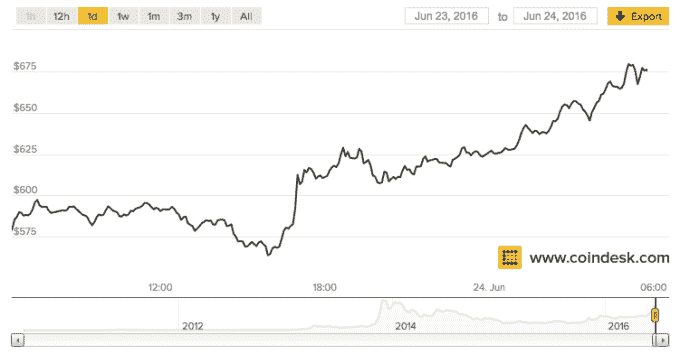 1h 12h 1d 1w 1m 3m 1y All Jun 23, 2016 to Jun 24, 2016 Export
$675
$650
$625
$600
$575
www.coindesk.com
12:00 18:00 24. Jun 06:00
2012 2014 2016